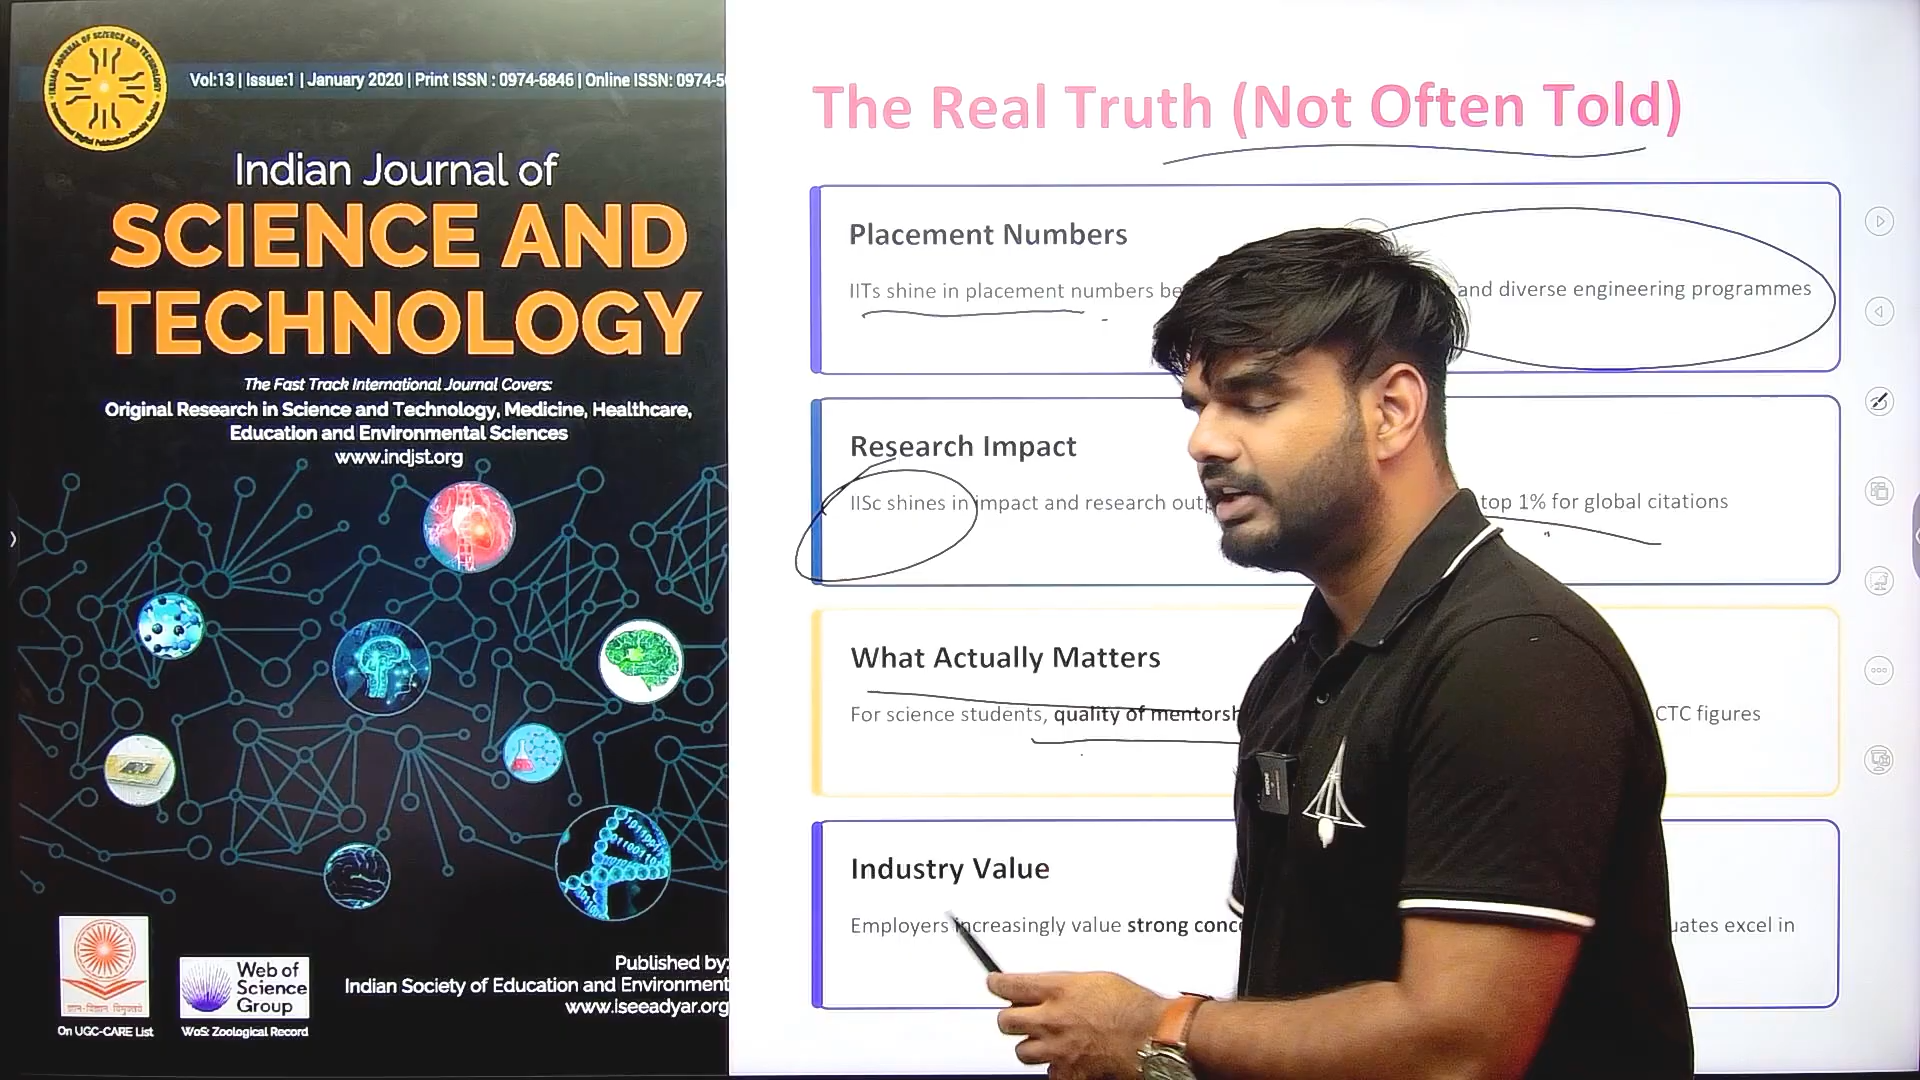 Vol:13 | Issue:1 | January 2020 | Print ISSN : 0974-6846 | Online ISSN: 0974-5
Indian Journal of
SCIENCE AND
TECHNOLOGY
The Fast Track International Journal Covers:
Original Research in Science and Technology, Medicine, Healthcare,
Education and Environmental Sciences
www.indjst.org
Published by:
Indian Society of Education and Environment
www.iseeadyar.org
Web of
Science
Group
On UGC-CARE List
WoS: Zoological Record
The Real Truth (Not Often Told)
Placement Numbers
IITs shine in placement numbers be and diverse engineering programmes
Research Impact
IISc shines in impact and research outp top 1% for global citations
What Actually Matters
For science students, quality of mentorsh CTC figures
Industry Value
Employers increasingly value strong conc uates excel in